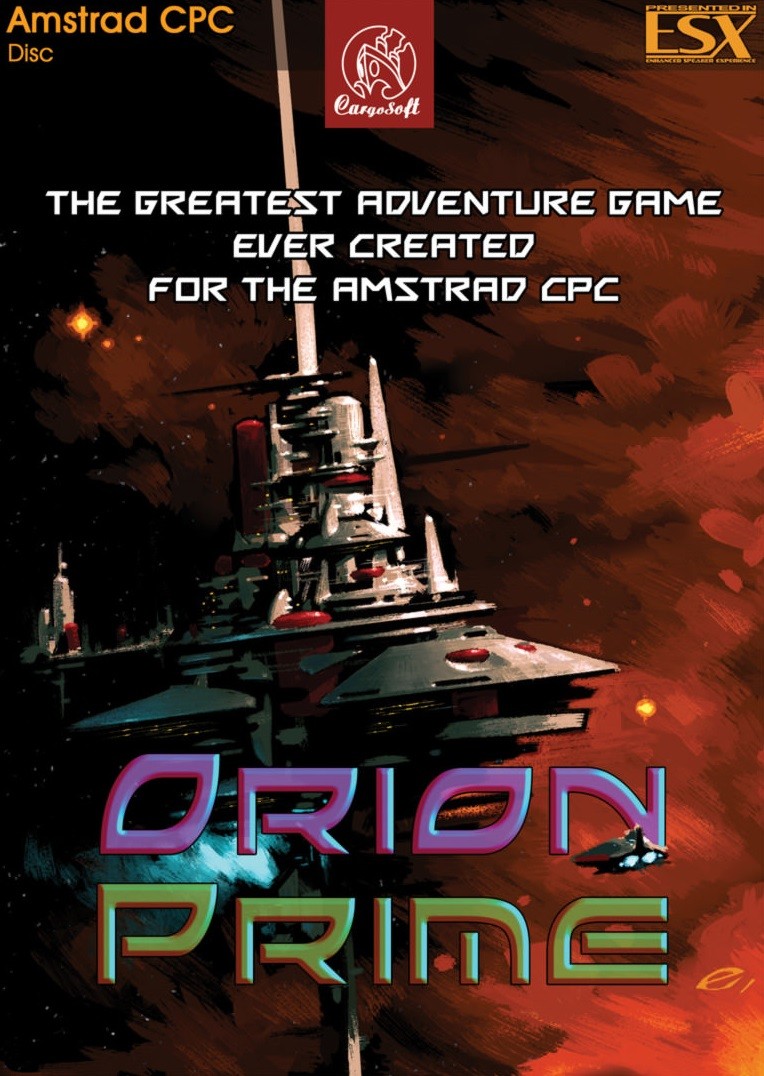 Amstrad CPC
Disc
CargoSoft
PRESENTED IN
ESX
ENHANCED SPEAKER EXPERIENCE
THE GREATEST ADVENTURE GAME
EVER CREATED
FOR THE AMSTRAD CPC
ORION
PRIME